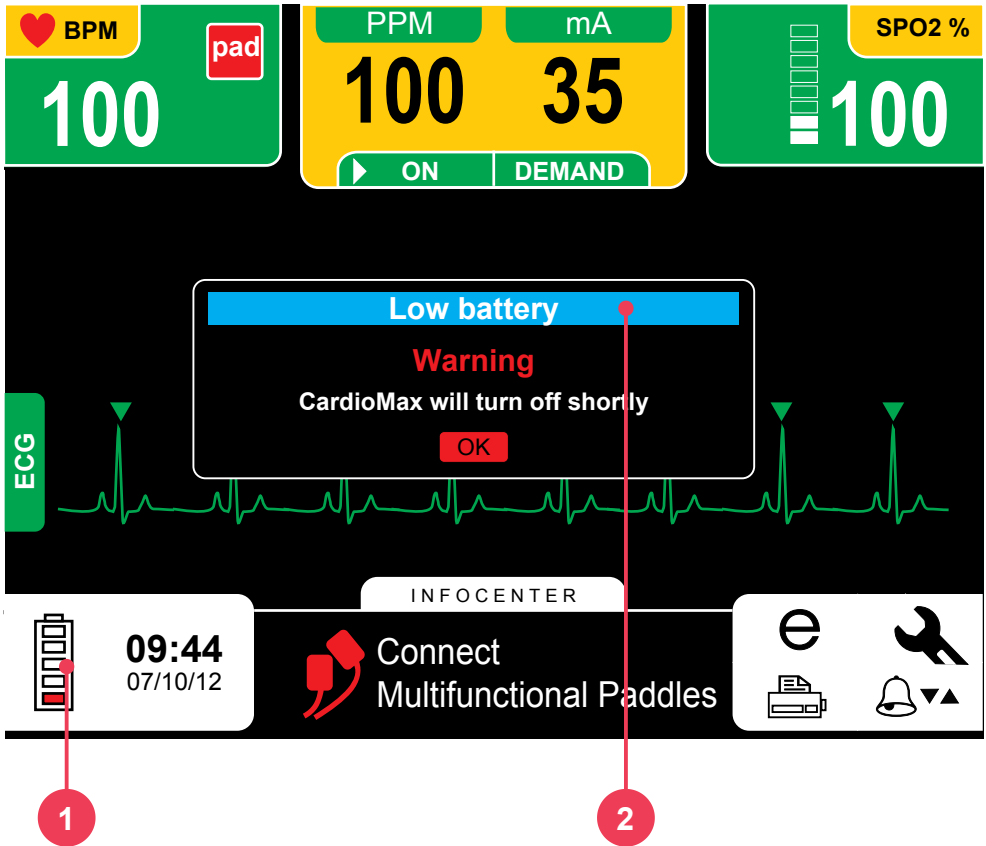 BPM
pad
100
PPM
mA
100
35
ON
DEMAND
SPO2 %
100
Low battery
Warning
CardioMax will turn off shortly
OK
ECG
INFOCENTER
09:44
07/10/12
Connect
Multifunctional Paddles
e
1
2